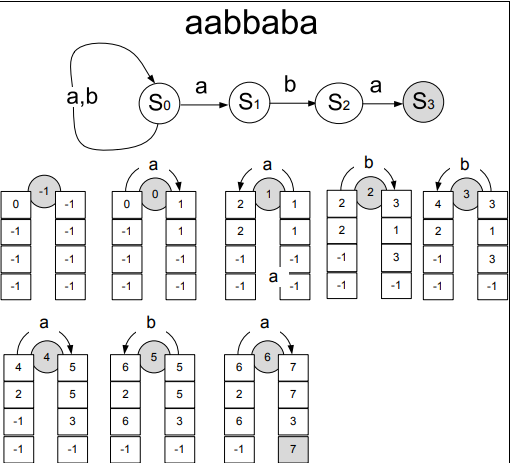 aabbaba
a b a
a,b S0 S1 S2 S3
a a b b
-1 0 1 2 3
0 -1 0 1 2 1 2 3 4 3
-1 -1 -1 1 2 1 2 1 2 1
-1 -1 -1 -1 -1 -1 -1 3 -1 3
a
-1 -1 -1 -1 -1 -1 -1 -1 -1 -1
a b a
4 5 6
4 5 6 5 6 7
2 5 2 5 2 7
-1 3 6 3 6 3
-1 -1 -1 -1 -1 7